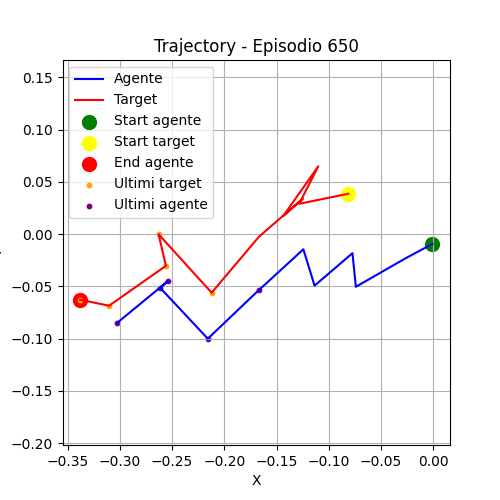 Trajectory - Episodio 650
Agente
Target
Start agente
Start target
End agente
Ultimi target
Ultimi agente
0.15
0.10
0.05
0.00
−0.05
−0.10
−0.15
−0.20
−0.35 −0.30 −0.25 −0.20 −0.15 −0.10 −0.05 0.00
X